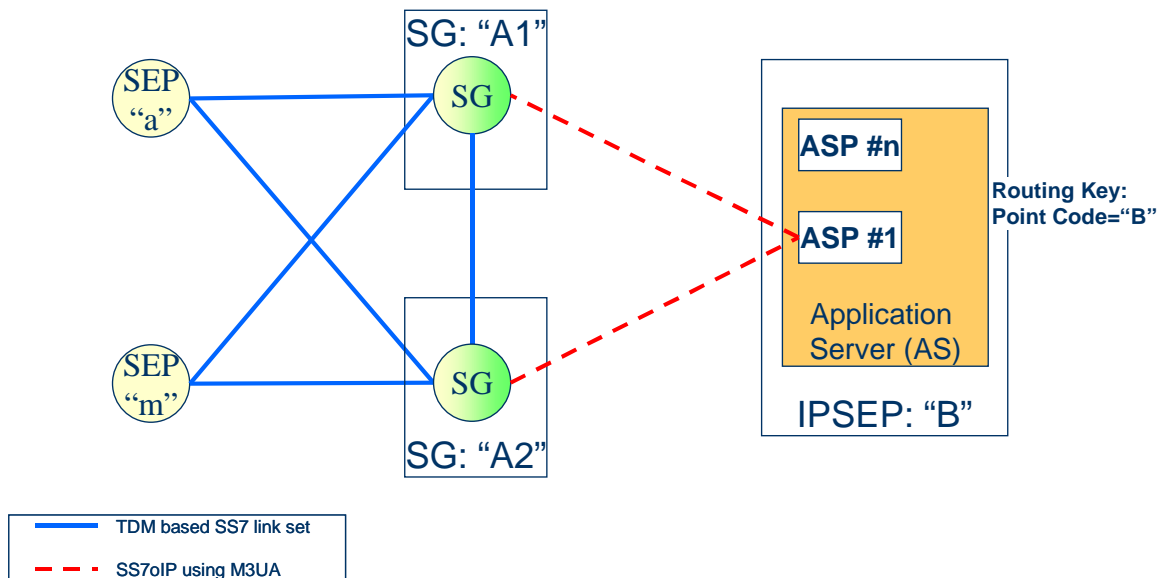 SG: “A1”
SEP
“a”
SG
ASP #n
Routing Key:
Point Code=“B”
ASP #1
Application
Server (AS)
SEP
“m”
SG
IPSEP: “B”
SG: “A2”
TDM based SS7 link set
SS7oIP using M3UA